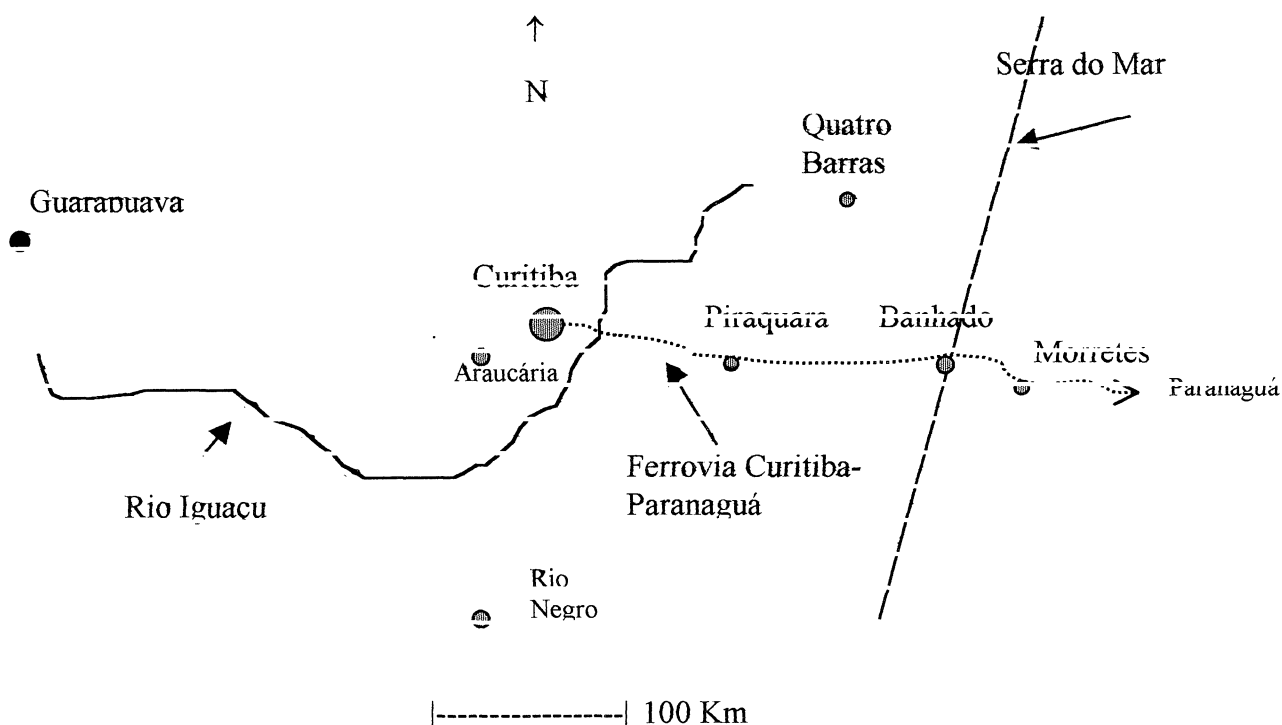 ↑
N
Serra do Mar
Quatro
Barras
Guarapuava
Curitiba
Piraquara
Banhado
Morretes
Araucária
Paranaguá
Ferrovia Curitiba-
Paranaguá
Rio Iguaçu
Rio
Negro
100 Km